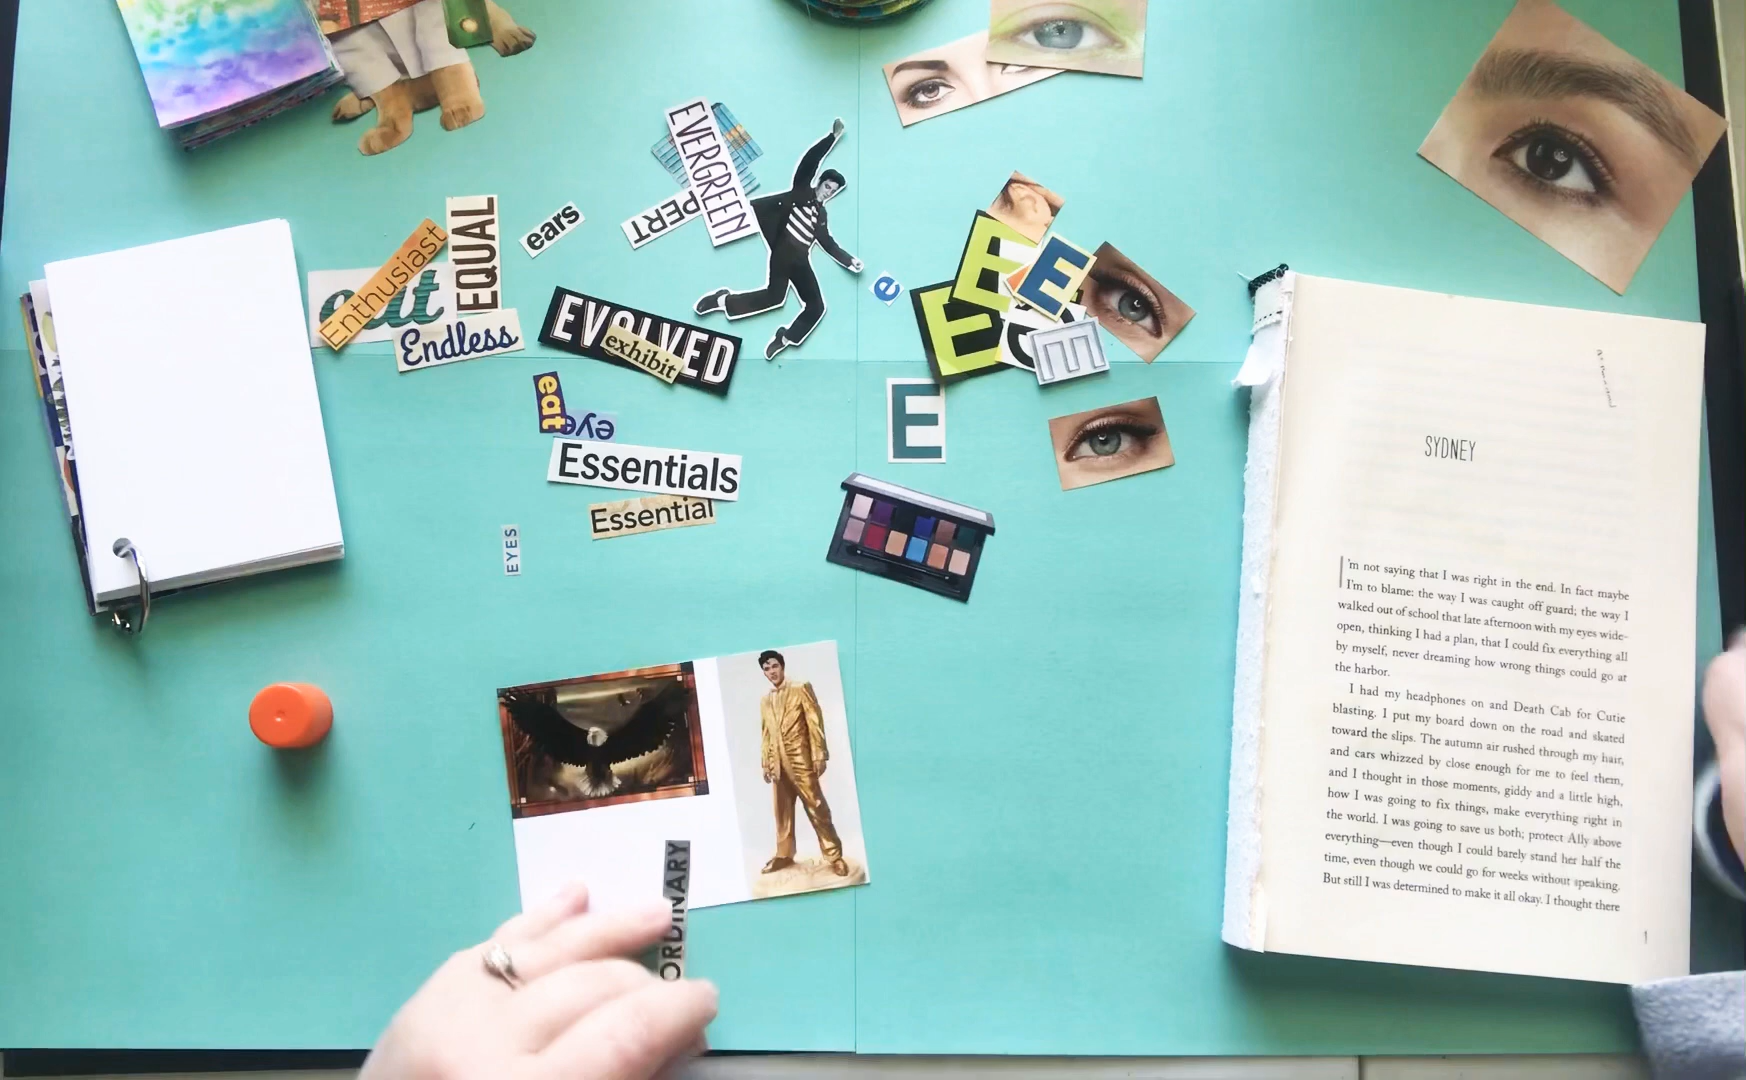 EVERGREEN
PERT
ears
EQUAL
Enthusiast
eat
Endless
EVOLVED
exhibit
e
E
E
E
E
E
eat
eye
Essentials
Essential
EYES
ORDINARY
SYDNEY
I'm not saying that I was right in the end. In fact maybe
I'm to blame: the way I was caught off guard; the way I
walked out of school that late afternoon with my eyes wide-
open, thinking I had a plan, that I could fix everything all
by myself, never dreaming how wrong things could go at
the harbor.
I had my headphones on and Death Cab for Cutie
blasting. I put my board down on the road and skated
toward the slips. The autumn air rushed through my hair,
and cars whizzed by close enough for me to feel them,
and I thought in those moments, giddy and a little high,
how I was going to fix things, make everything right in
the world. I was going to save us both; protect Ally above
everything—even though I could barely stand her half the
time, even though we could go for weeks without speaking.
But still I was determined to make it all okay. I thought there
1